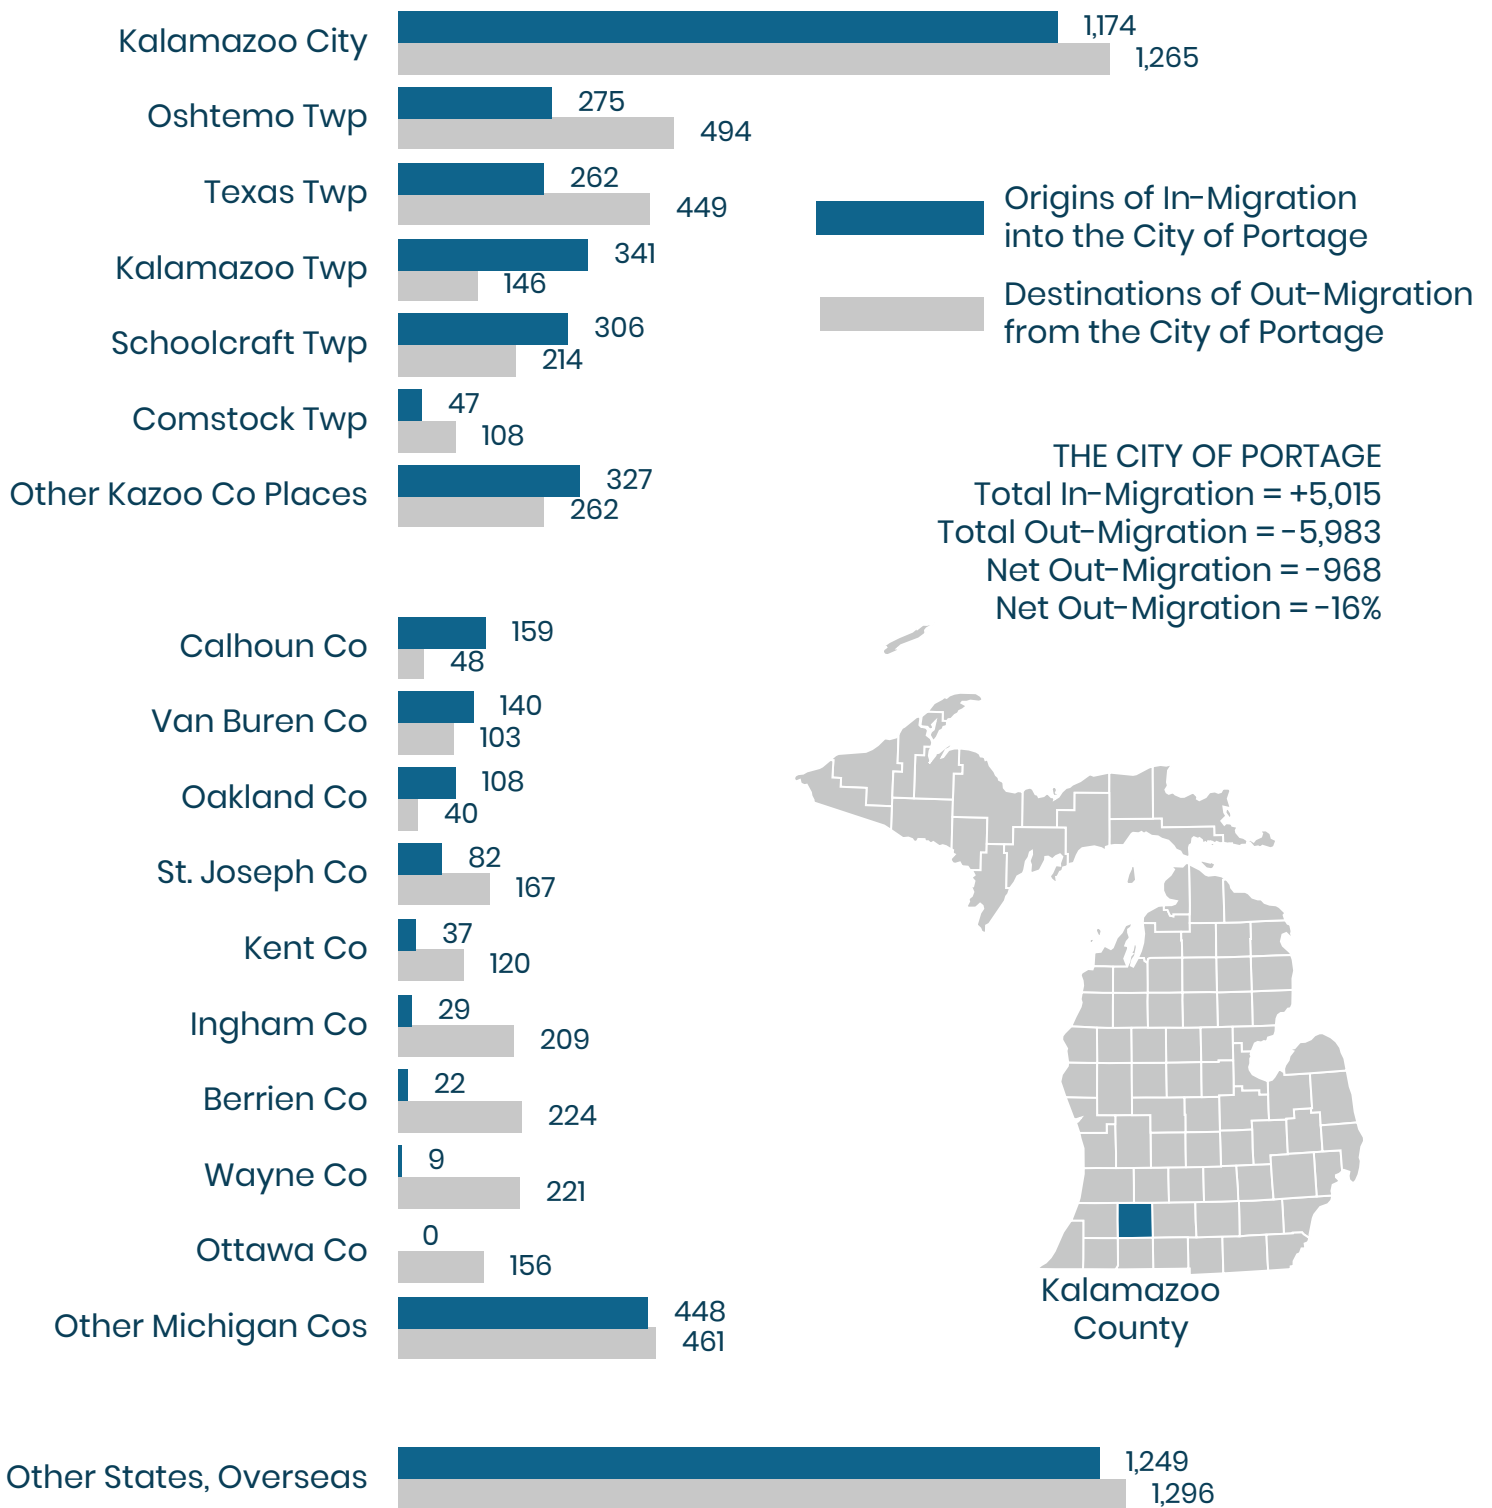 Kalamazoo City
1,174
1,265
Oshtemo Twp
275
494
Texas Twp
262
449
Kalamazoo Twp
341
146
Schoolcraft Twp
306
214
Comstock Twp
47
108
Other Kazoo Co Places
327
262
Origins of In-Migration
into the City of Portage
Destinations of Out-Migration
from the City of Portage
THE CITY OF PORTAGE
Total In-Migration = +5,015
Total Out-Migration = -5,983
Net Out-Migration = -968
Net Out-Migration = -16%
Calhoun Co
159
48
Van Buren Co
140
103
Oakland Co
108
40
St. Joseph Co
82
167
Kent Co
37
120
Ingham Co
29
209
Berrien Co
22
224
Wayne Co
9
221
Ottawa Co
0
156
Other Michigan Cos
448
461
Kalamazoo
County
Other States, Overseas
1,249
1,296